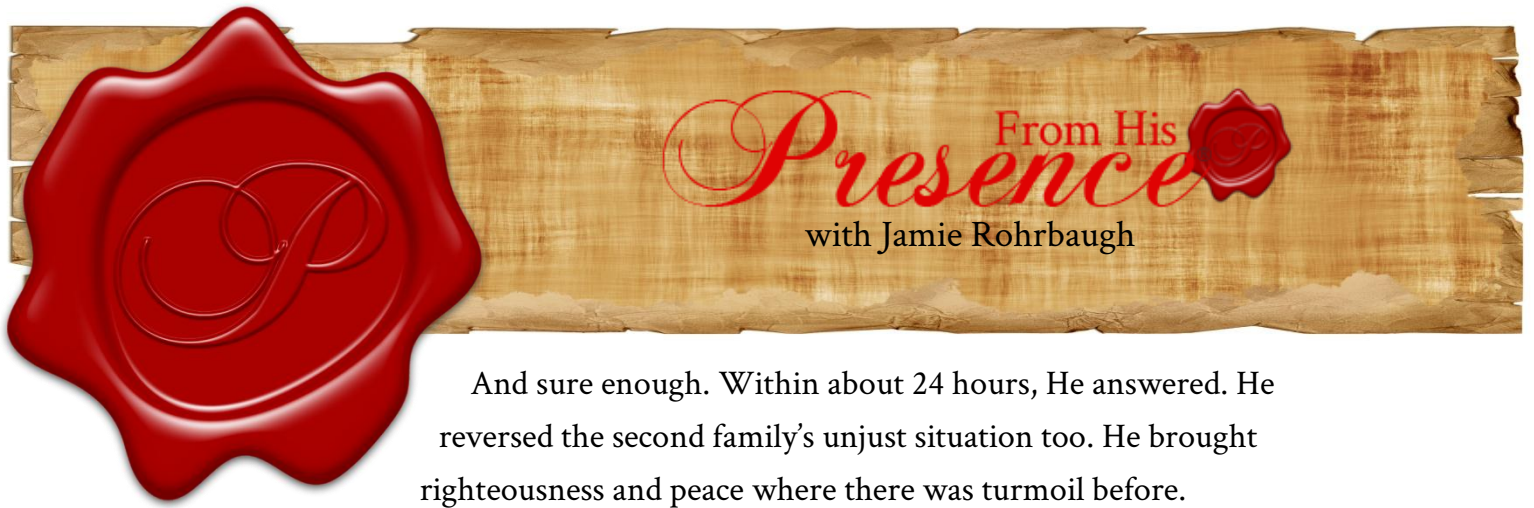 From His
Presence
with Jamie Rohrbaugh
And sure enough. Within about 24 hours, He answered. He
reversed the second family’s unjust situation too. He brought
righteousness and peace where there was turmoil before.
P